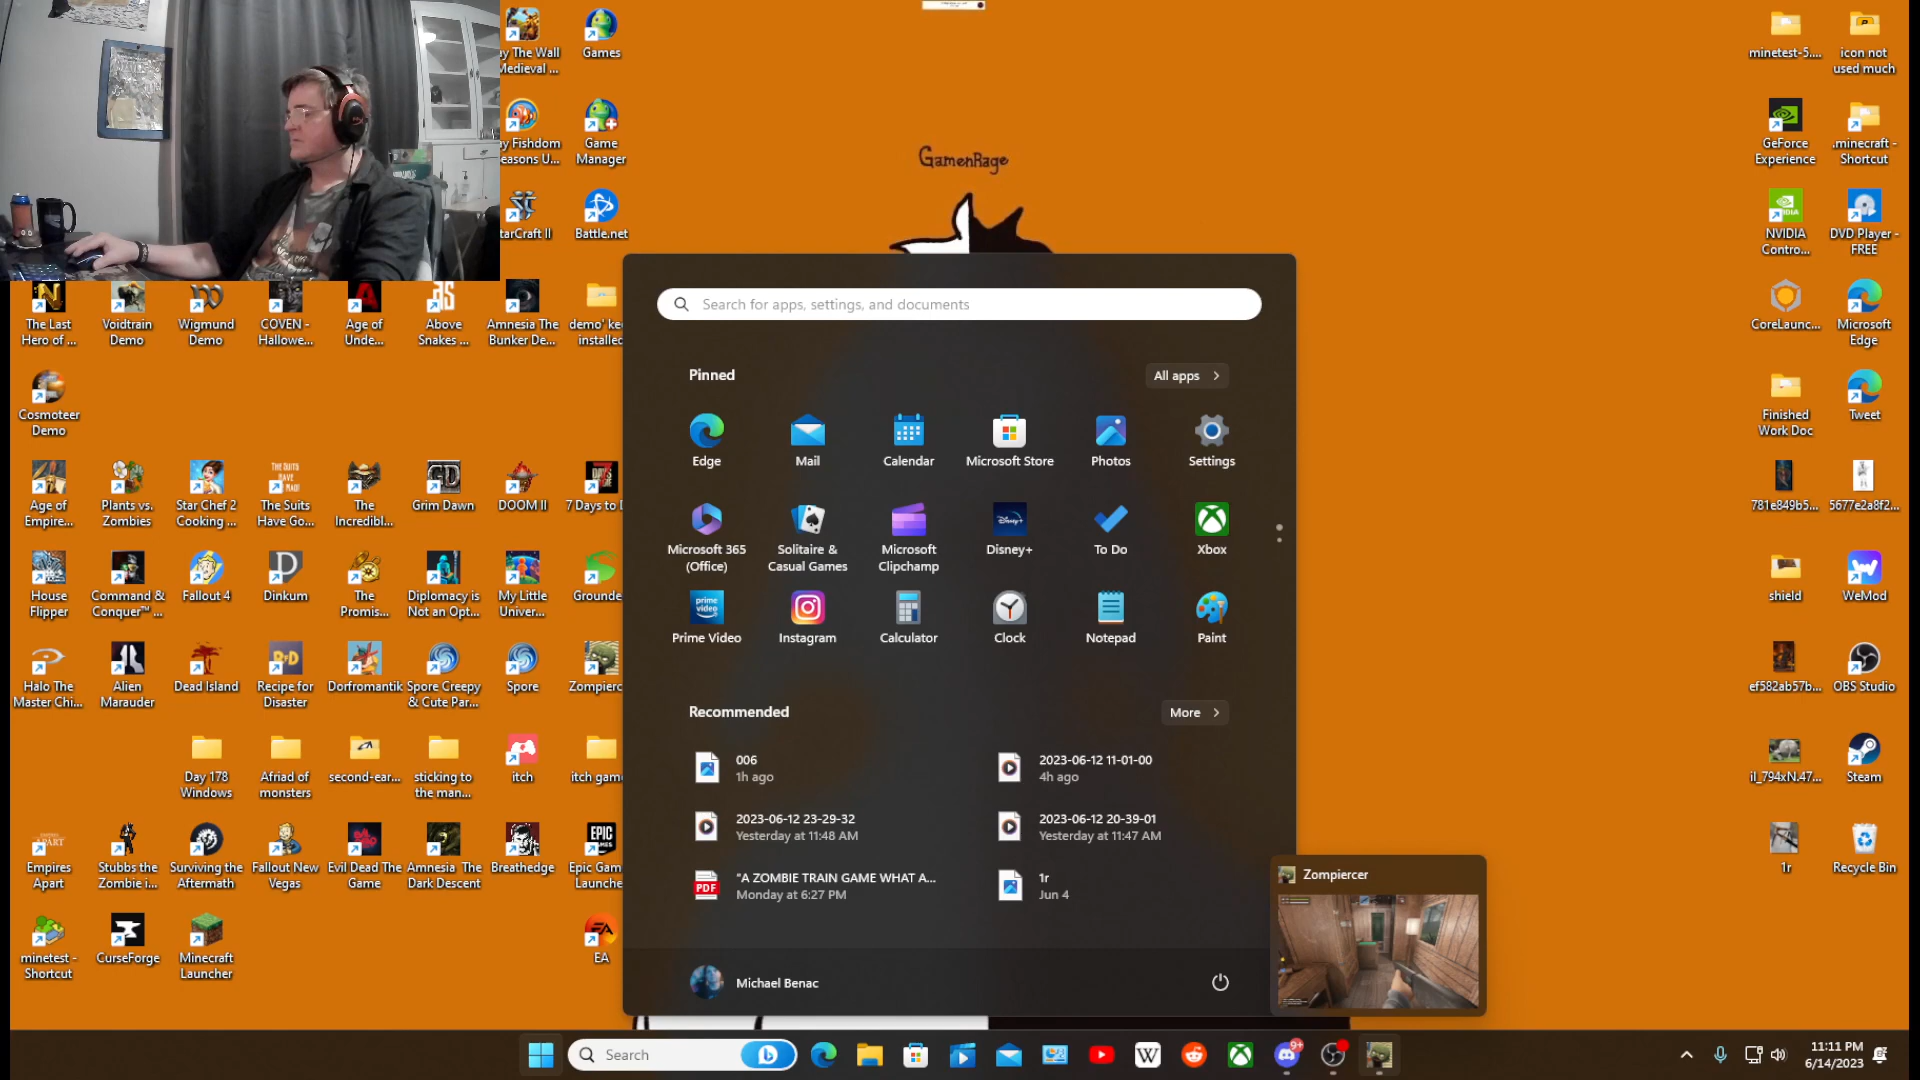 ay The Wall
Medieval ...
Games
ay Fishdom
easons U...
Game
Manager
tarCraft II
Battle.net
GamenRage
minetest-5....
icon not
used much
GeForce
Experience
.minecraft -
Shortcut
NVIDIA
Contro...
DVD Player -
FREE
The Last
Hero of ...
Voidtrain
Demo
Wigmund
Demo
COVEN -
Hallowe...
Age of
Unde...
Above
Snakes ...
Amnesia The
Bunker De...
demo' ke
installe
CoreLaunc...
Microsoft
Edge
Cosmoteer
Demo
Finished
Work Doc
Tweet
Age of
Empire...
Plants vs.
Zombies
Star Chef 2
Cooking ...
The Suits
Have Go...
The
Incredibl...
Grim Dawn
DOOM II
7 Days to D
781e849b5...
5677e2a8f2...
House
Flipper
Command &
Conquer™ ...
Fallout 4
Dinkum
The
Promis...
Diplomacy is
Not an Opt...
My Little
Univer...
Grounde
shield
WeMod
Halo The
Master Chi...
Alien
Marauder
Dead Island
Recipe for
Disaster
Dorfromantik
Spore Creepy
& Cute Par...
Spore
Zompierc
ef582ab57b...
OBS Studio
Day 178
Windows
Afriad of
monsters
second-ear...
sticking to
the man...
itch
itch gam
il_794xN.47...
Steam
Empires
Apart
Stubbs the
Zombie i...
Surviving the
Aftermath
Fallout New
Vegas
Evil Dead The
Game
Amnesia The
Dark Descent
Breathedge
EPIC
GAMES
Epic Gam
Launche
1r
Recycle Bin
minetest -
Shortcut
CurseForge
Minecraft
Launcher
EA
Search for apps, settings, and documents
Pinned
All apps
Edge
Mail
Calendar
Microsoft Store
Photos
Settings
Microsoft 365
(Office)
Solitaire &
Casual Games
Microsoft
Clipchamp
Disney+
To Do
Xbox
prime
video
Prime Video
Instagram
Calculator
Clock
Notepad
Paint
Recommended
More
006
1h ago
2023-06-12 11-01-00
4h ago
2023-06-12 23-29-32
Yesterday at 11:48 AM
2023-06-12 20-39-01
Yesterday at 11:47 AM
PDF
"A ZOMBIE TRAIN GAME WHAT A...
Monday at 6:27 PM
1r
Jun 4
Michael Benac
Zompiercer
Search
9+
11:11 PM
6/14/2023